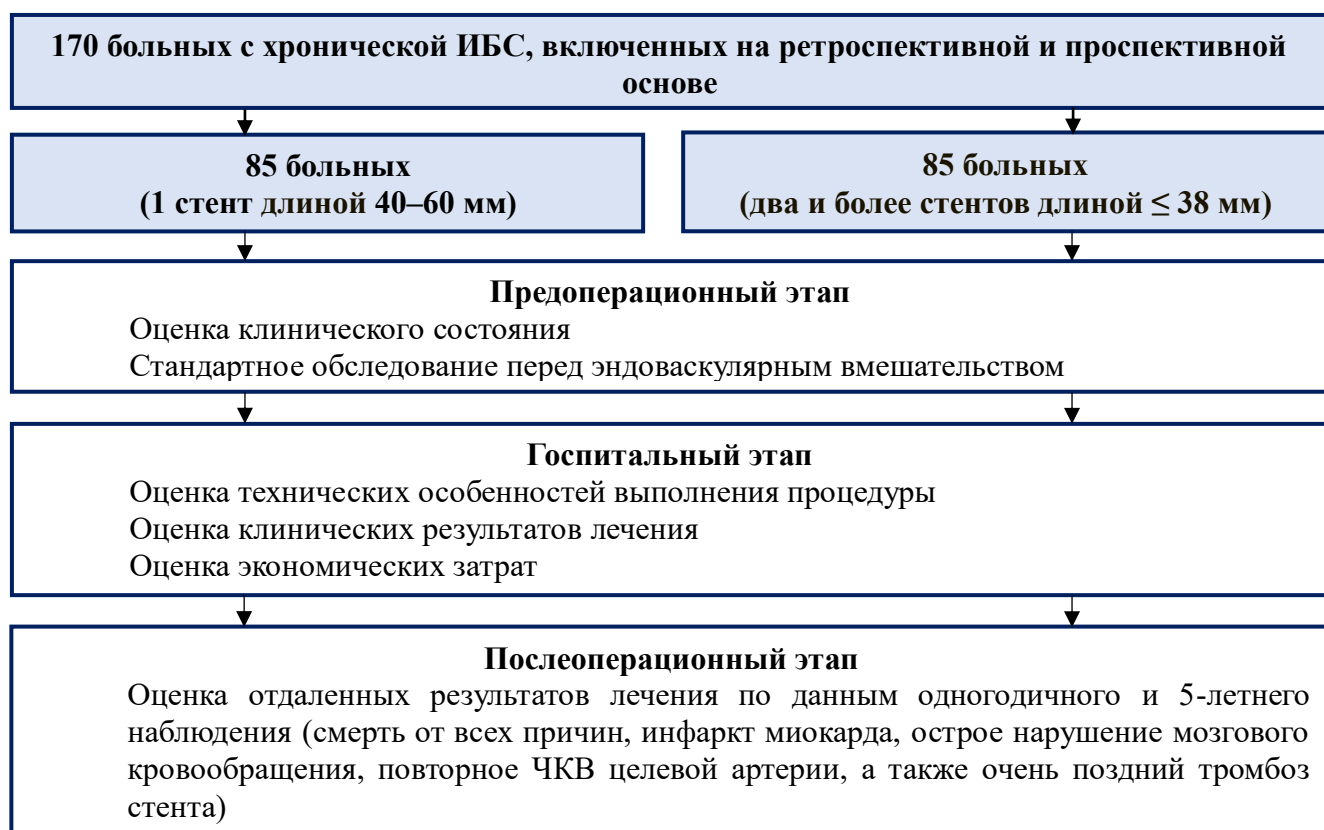 170 больных с хронической ИБС, включенных на ретроспективной и проспективной
основе
85 больных
(1 стент длиной 40–60 мм)
85 больных
(два и более стентов длиной ≤ 38 мм)
Предоперационный этап
Оценка клинического состояния
Стандартное обследование перед эндоваскулярным вмешательством
Госпитальный этап
Оценка технических особенностей выполнения процедуры
Оценка клинических результатов лечения
Оценка экономических затрат
Послеоперационный этап
Оценка отдаленных результатов лечения по данным одногодичного и 5-летнего
наблюдения (смерть от всех причин, инфаркт миокарда, острое нарушение мозгового
кровообращения, повторное ЧКВ целевой артерии, а также очень поздний тромбоз
стента)